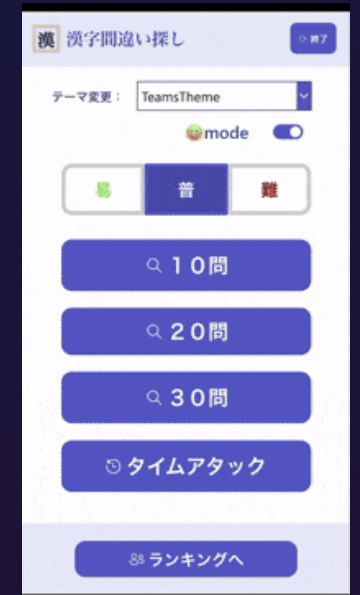 漢 漢字間違い探し 終了
テーマ変更： TeamsTheme
mode
易 普 難
１０問
２０問
３０問
タイムアタック
ランキングへ